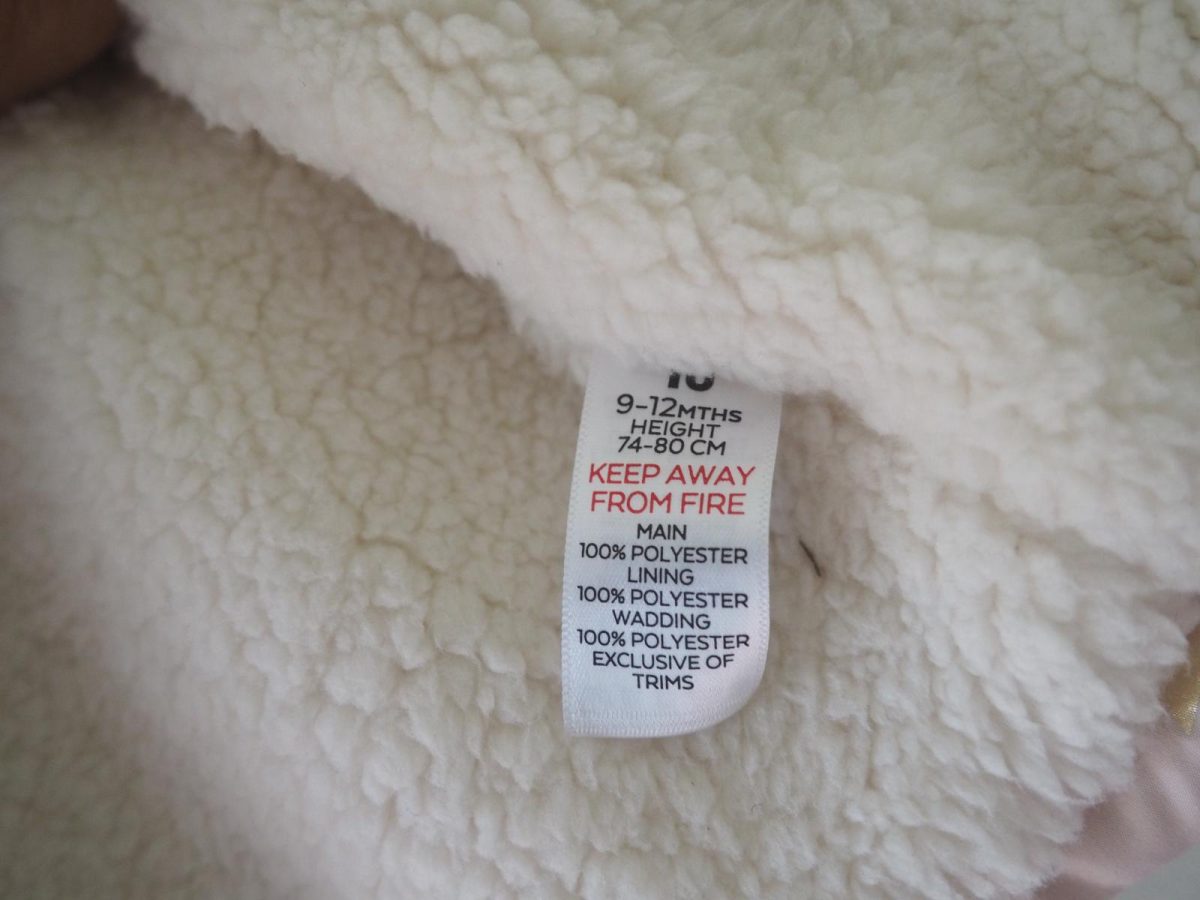 9-12MTHS
HEIGHT
74-80 CM
KEEP AWAY
FROM FIRE
MAIN
100% POLYESTER
LINING
100% POLYESTER
WADDING
100% POLYESTER
EXCLUSIVE OF
TRIMS